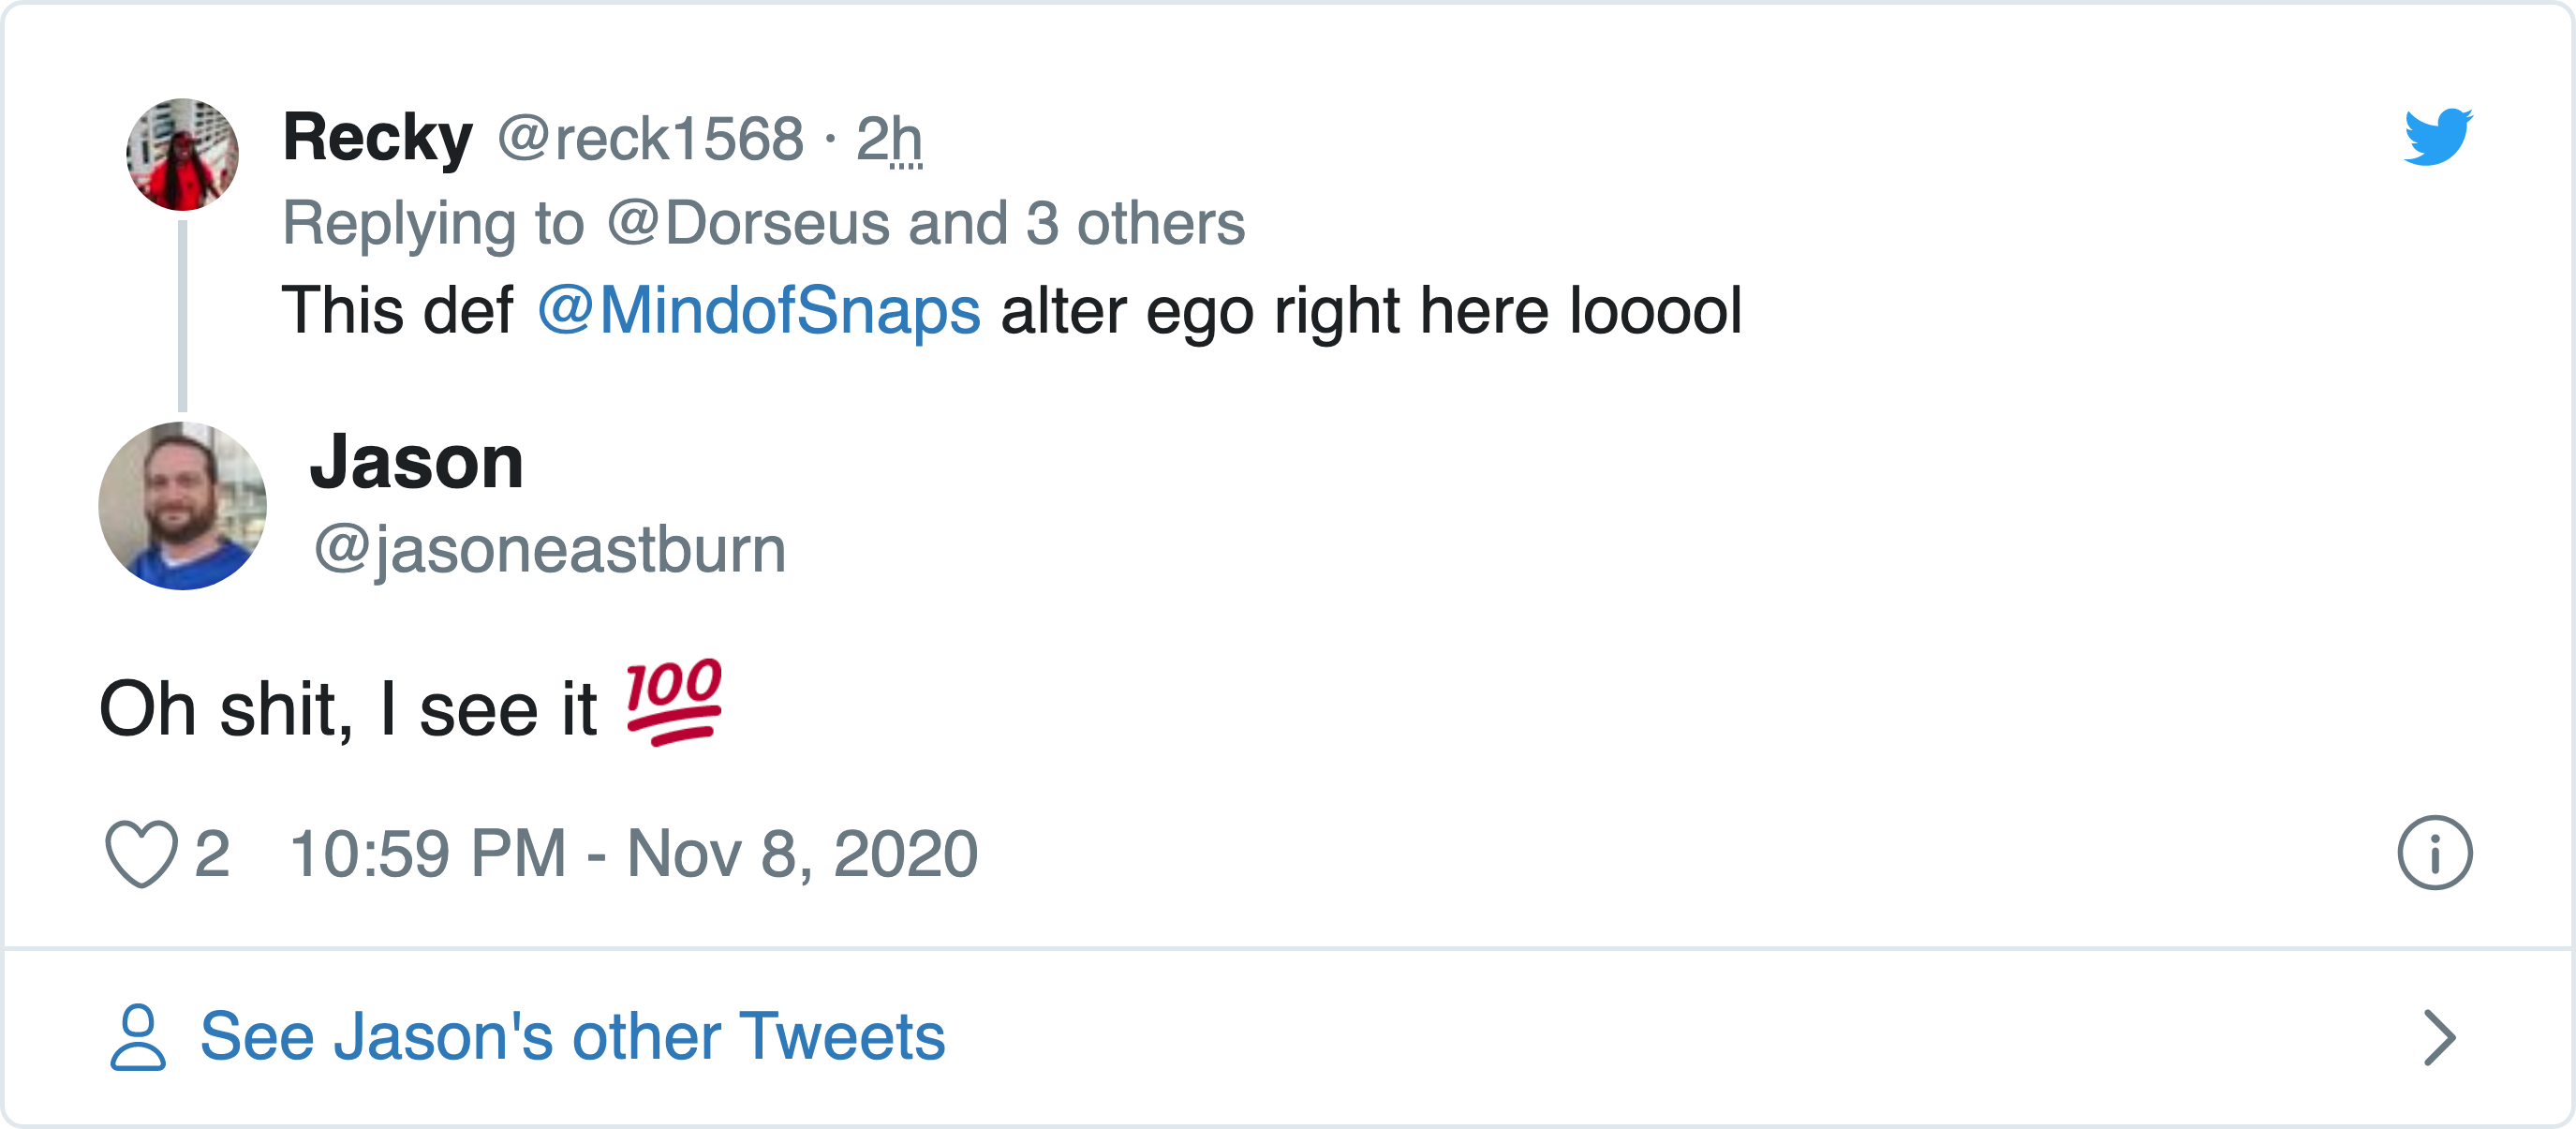 Recky @reck1568 · 2h
Replying to @Dorseus and 3 others
This def @MindofSnaps alter ego right here looool
Jason
@jasoneastburn
Oh shit, I see it 💯
2 10:59 PM - Nov 8, 2020
See Jason's other Tweets